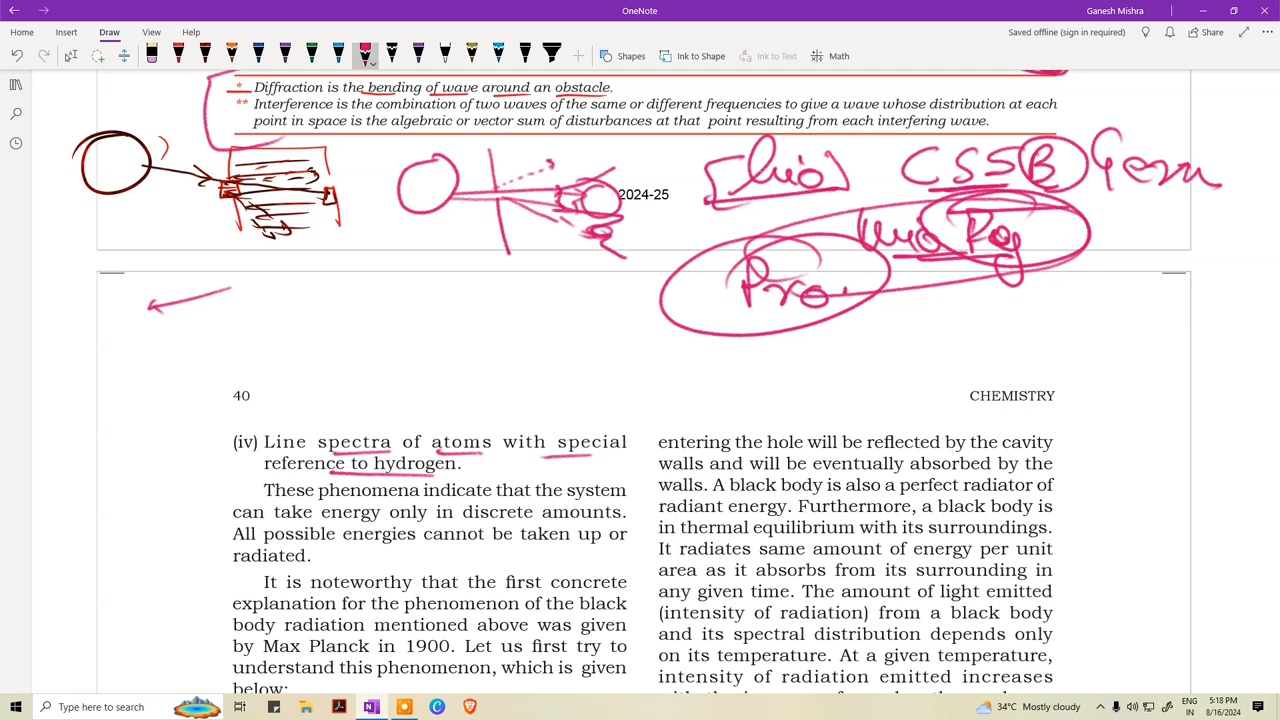 OneNote
Ganesh Mishra
Home Insert Draw View Help
Saved offline (sign in required)
Share
Shapes
Ink to Shape
Ink to Text
Math
* Diffraction is the bending of wave around an obstacle.
** Interference is the combination of two waves of the same or different frequencies to give a wave whose distribution at each
point in space is the algebraic or vector sum of disturbances at that point resulting from each interfering wave.
2024-25
CSSB
Pro
40
CHEMISTRY
(iv) Line spectra of atoms with special
reference to hydrogen.
These phenomena indicate that the system
can take energy only in discrete amounts.
All possible energies cannot be taken up or
radiated.
It is noteworthy that the first concrete
explanation for the phenomenon of the black
body radiation mentioned above was given
by Max Planck in 1900. Let us first try to
understand this phenomenon, which is given
below:
entering the hole will be reflected by the cavity
walls and will be eventually absorbed by the
walls. A black body is also a perfect radiator of
radiant energy. Furthermore, a black body is
in thermal equilibrium with its surroundings.
It radiates same amount of energy per unit
area as it absorbs from its surrounding in
any given time. The amount of light emitted
(intensity of radiation) from a black body
and its spectral distribution depends only
on its temperature. At a given temperature,
intensity of radiation emitted increases
Type here to search
34°C Mostly cloudy
ENG
IN
5:18 PM
8/16/2024